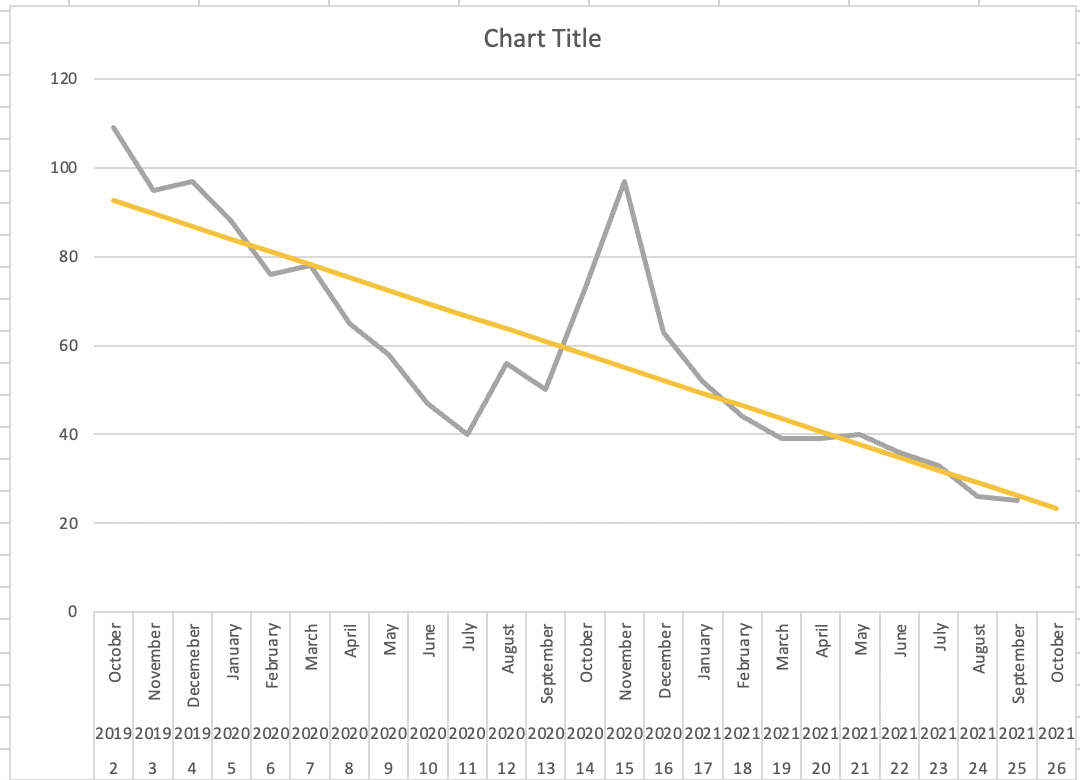 Chart Title
120
100
80
60
40
20
0
October November Decemeber January February March April May June July August September October November December January February March April May June July August September October
2019 2019 2019 2020 2020 2020 2020 2020 2020 2020 2020 2020 2020 2020 2020 2021 2021 2021 2021 2021 2021 2021 2021 2021 2021
2 3 4 5 6 7 8 9 10 11 12 13 14 15 16 17 18 19 20 21 22 23 24 25 26